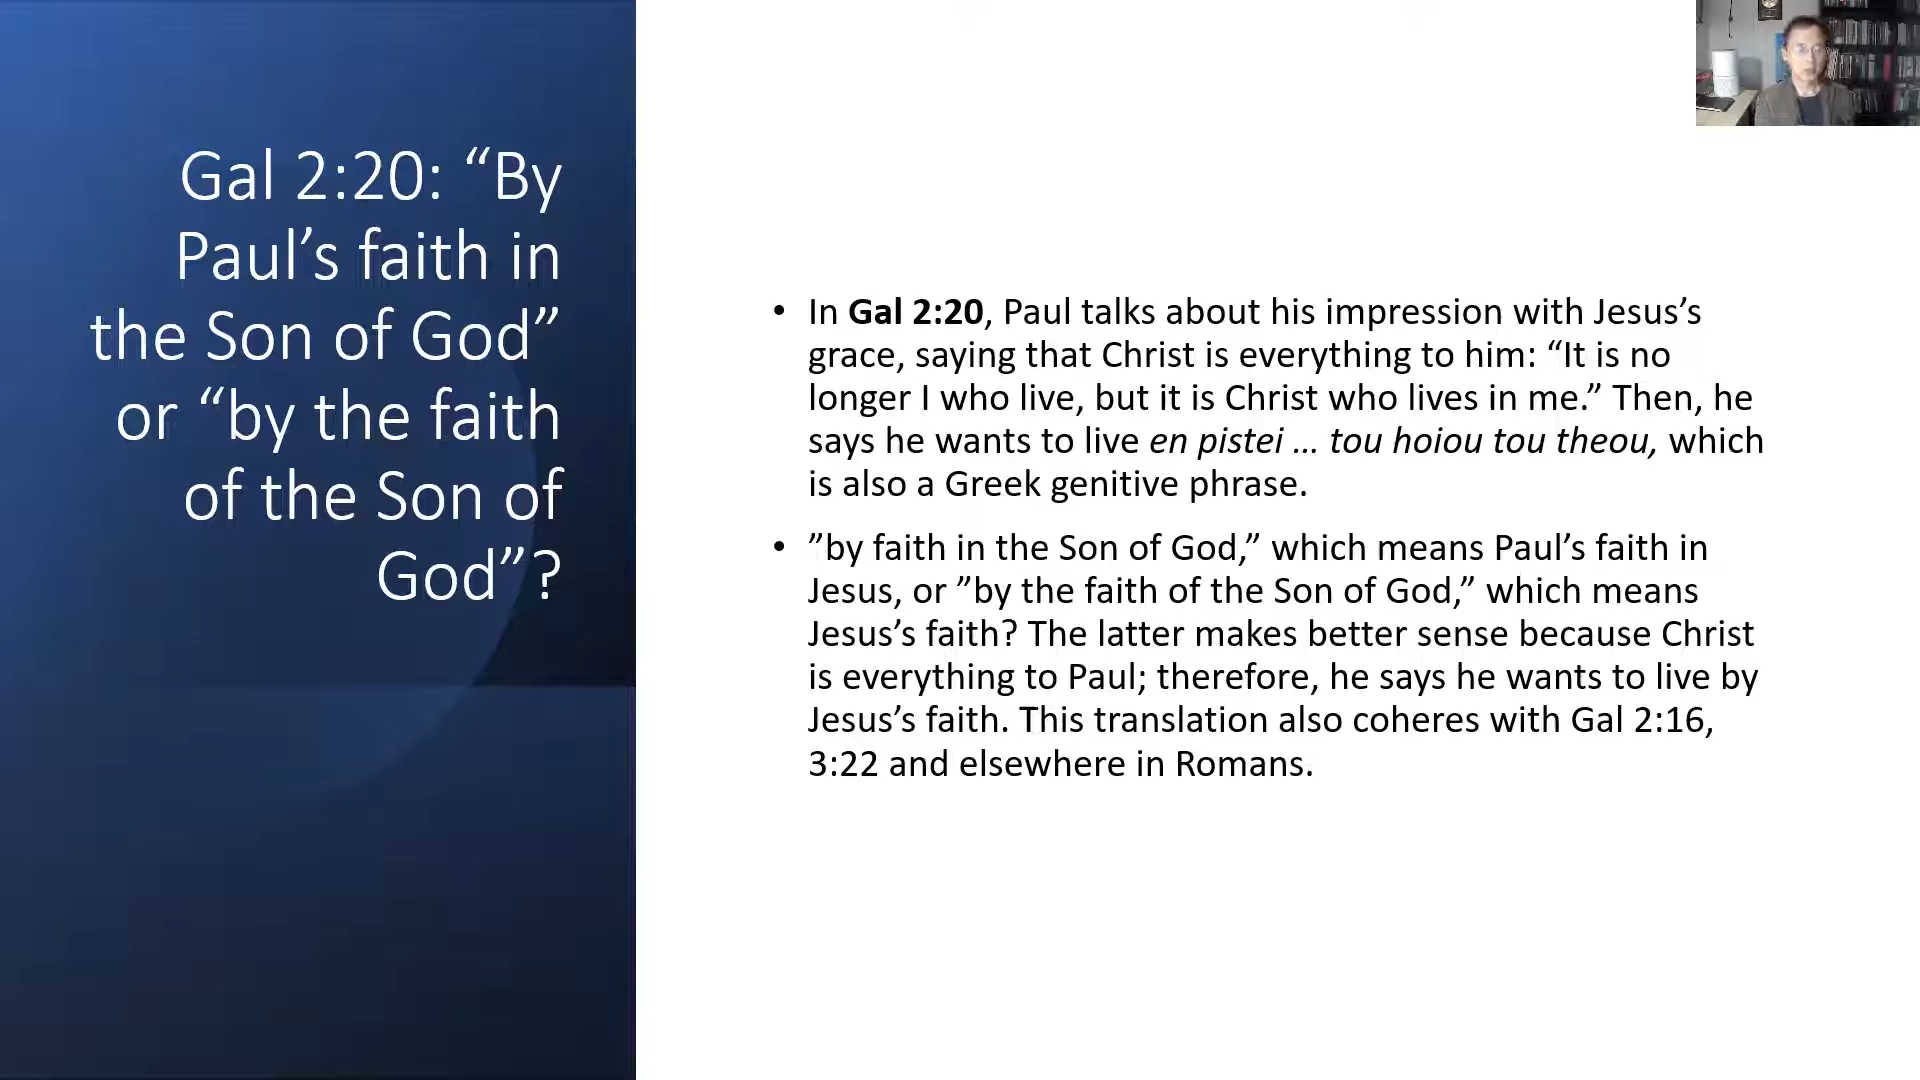 Gal 2:20: “By
Paul’s faith in
the Son of God”
or “by the faith
of the Son of
God”?
• In Gal 2:20, Paul talks about his impression with Jesus’s
grace, saying that Christ is everything to him: “It is no
longer I who live, but it is Christ who lives in me.” Then, he
says he wants to live en pistei … tou hoiou tou theou, which
is also a Greek genitive phrase.
• ”by faith in the Son of God,” which means Paul’s faith in
Jesus, or ”by the faith of the Son of God,” which means
Jesus’s faith? The latter makes better sense because Christ
is everything to Paul; therefore, he says he wants to live by
Jesus’s faith. This translation also coheres with Gal 2:16,
3:22 and elsewhere in Romans.